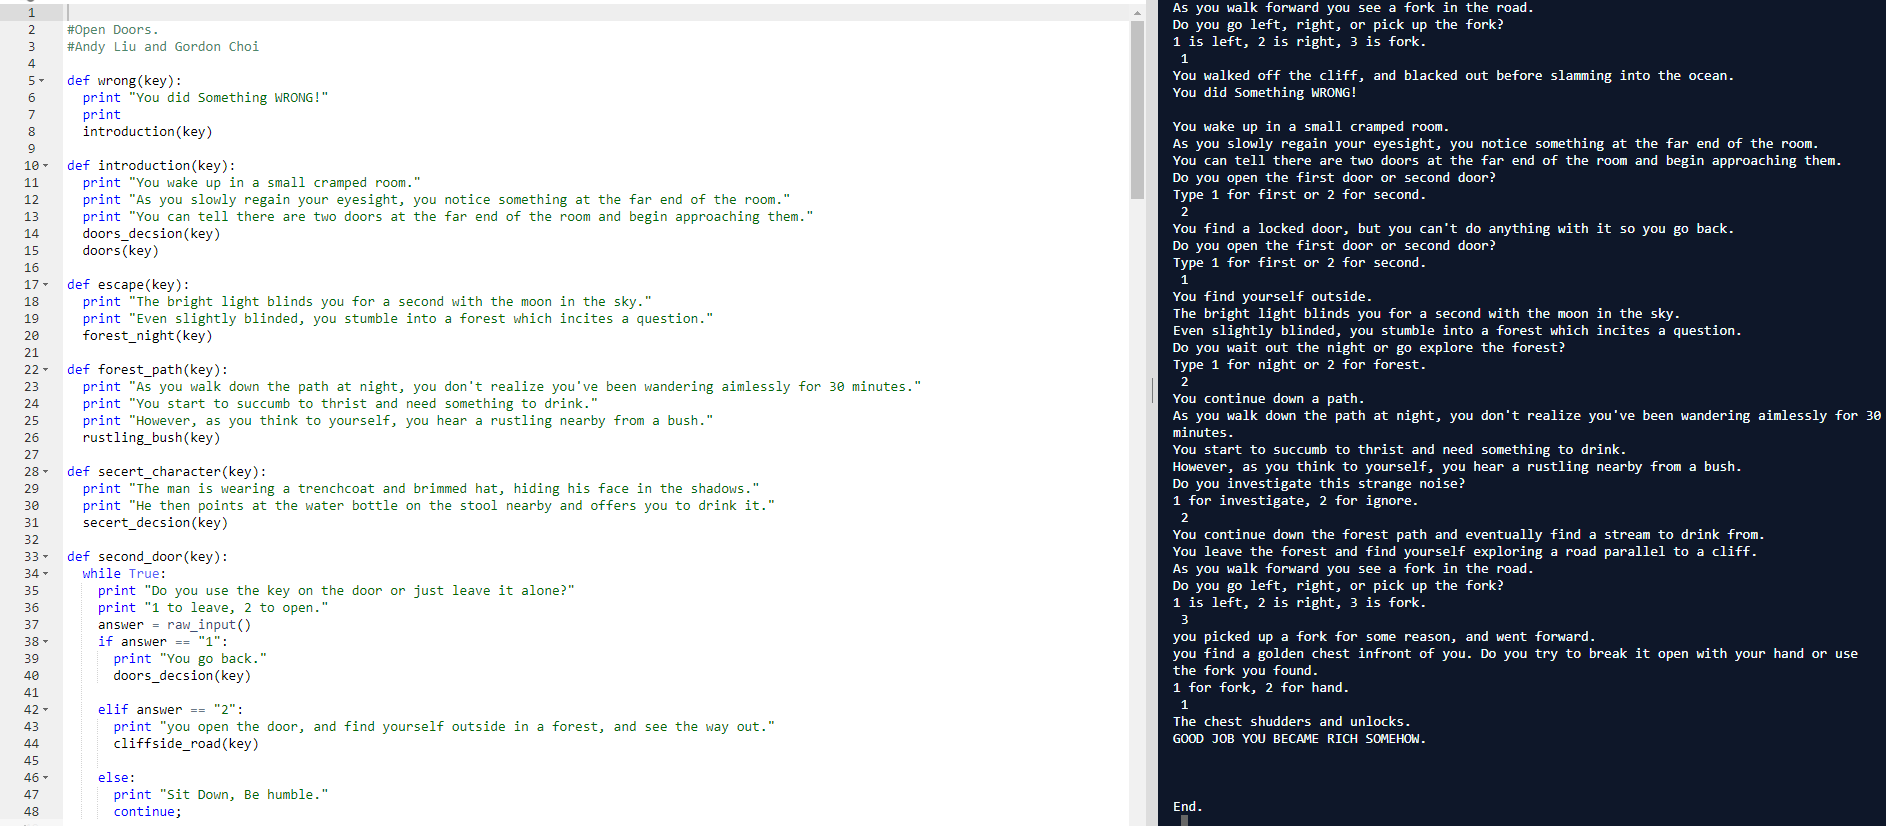 1
2 #Open Doors.
3 #Andy Liu and Gordon Choi
4
5 def wrong(key):
6 print "You did Something WRONG!"
7 print
8 introduction(key)
9
10 def introduction(key):
11 print "You wake up in a small cramped room."
12 print "As you slowly regain your eyesight, you notice something at the far end of the room."
13 print "You can tell there are two doors at the far end of the room and begin approaching them."
14 doors_decsion(key)
15 doors(key)
16
17 def escape(key):
18 print "The bright light blinds you for a second with the moon in the sky."
19 print "Even slightly blinded, you stumble into a forest which incites a question."
20 forest_night(key)
21
22 def forest_path(key):
23 print "As you walk down the path at night, you don't realize you've been wandering aimlessly for 30 minutes."
24 print "You start to succumb to thrist and need something to drink."
25 print "However, as you think to yourself, you hear a rustling nearby from a bush."
26 rustling_bush(key)
27
28 def secert_character(key):
29 print "The man is wearing a trenchcoat and brimmed hat, hiding his face in the shadows."
30 print "He then points at the water bottle on the stool nearby and offers you to drink it."
31 secert_decsion(key)
32
33 def second_door(key):
34 while True:
35 print "Do you use the key on the door or just leave it alone?"
36 print "1 to leave, 2 to open."
37 answer = raw_input()
38 if answer == "1":
39 print "You go back."
40 doors_decsion(key)
41
42 elif answer == "2":
43 print "you open the door, and find yourself outside in a forest, and see the way out."
44 cliffside_road(key)
45
46 else:
47 print "Sit Down, Be humble."
48 continue;
As you walk forward you see a fork in the road.
Do you go left, right, or pick up the fork?
1 is left, 2 is right, 3 is fork.
1
You walked off the cliff, and blacked out before slamming into the ocean.
You did Something WRONG!

You wake up in a small cramped room.
As you slowly regain your eyesight, you notice something at the far end of the room.
You can tell there are two doors at the far end of the room and begin approaching them.
Do you open the first door or second door?
Type 1 for first or 2 for second.
2
You find a locked door, but you can't do anything with it so you go back.
Do you open the first door or second door?
Type 1 for first or 2 for second.
1
You find yourself outside.
The bright light blinds you for a second with the moon in the sky.
Even slightly blinded, you stumble into a forest which incites a question.
Do you wait out the night or go explore the forest?
Type 1 for night or 2 for forest.
2
You continue down a path.
As you walk down the path at night, you don't realize you've been wandering aimlessly for 30
minutes.
You start to succumb to thrist and need something to drink.
However, as you think to yourself, you hear a rustling nearby from a bush.
Do you investigate this strange noise?
1 for investigate, 2 for ignore.
2
You continue down the forest path and eventually find a stream to drink from.
You leave the forest and find yourself exploring a road parallel to a cliff.
As you walk forward you see a fork in the road.
Do you go left, right, or pick up the fork?
1 is left, 2 is right, 3 is fork.
3
you picked up a fork for some reason, and went forward.
you find a golden chest infront of you. Do you try to break it open with your hand or use
the fork you found.
1 for fork, 2 for hand.
1
The chest shudders and unlocks.
GOOD JOB YOU BECAME RICH SOMEHOW.

End.